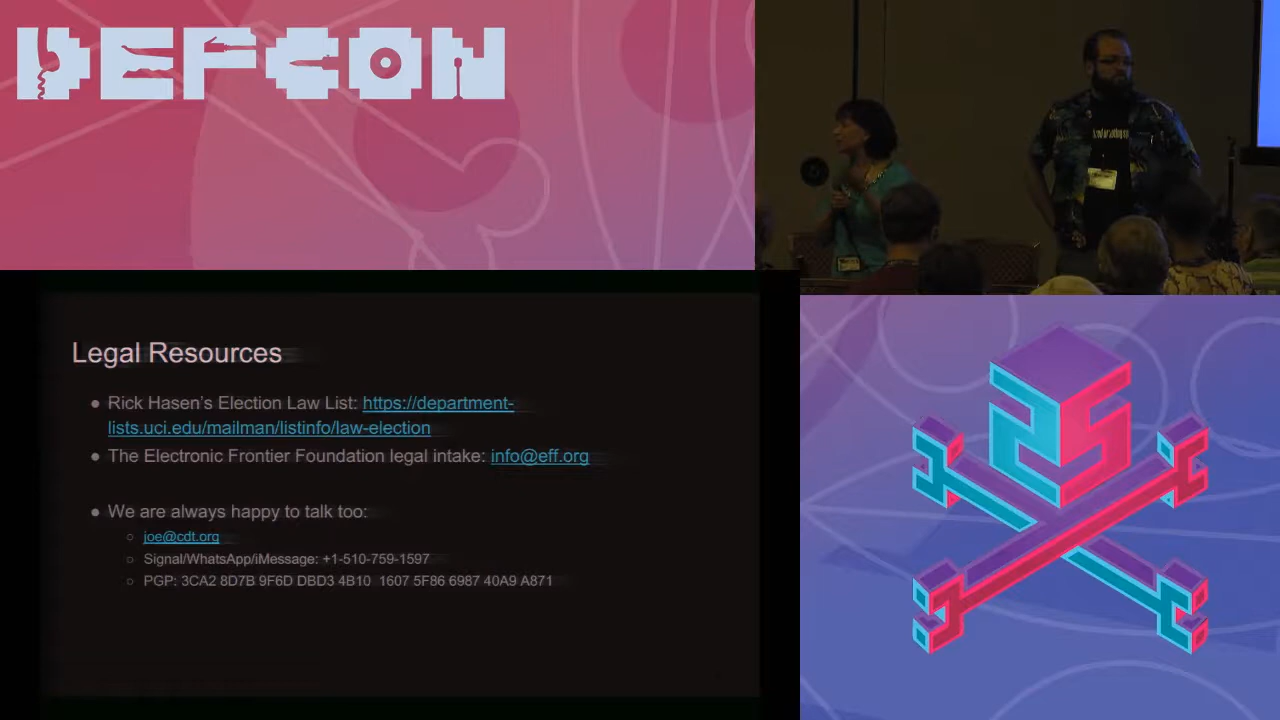 DEFCON
Legal Resources
● Rick Hasen's Election Law List: https://department-
lists.uci.edu/mailman/listinfo/law-election
● The Electronic Frontier Foundation legal intake: info@eff.org
● We are always happy to talk too:
○ joe@cdt.org
○ Signal/WhatsApp/iMessage: +1-510-759-1597
○ PGP: 3CA2 8D7B 9F6D DBD3 4B10  1607 5F86 6987 40A9 A871